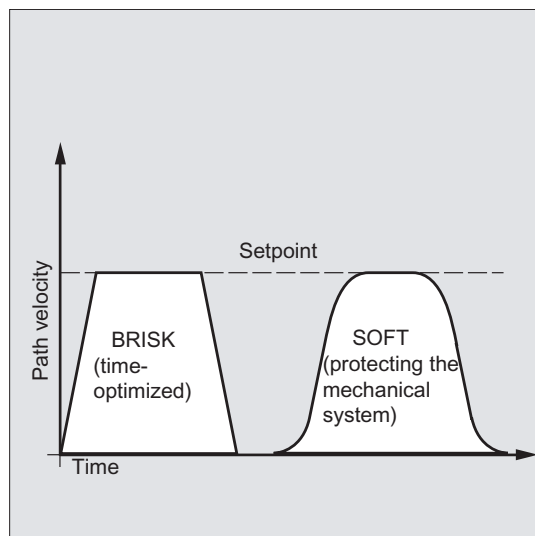 Setpoint
Path velocity
BRISK
(time-
optimized)
SOFT
(protecting the
mechanical
system)
Time